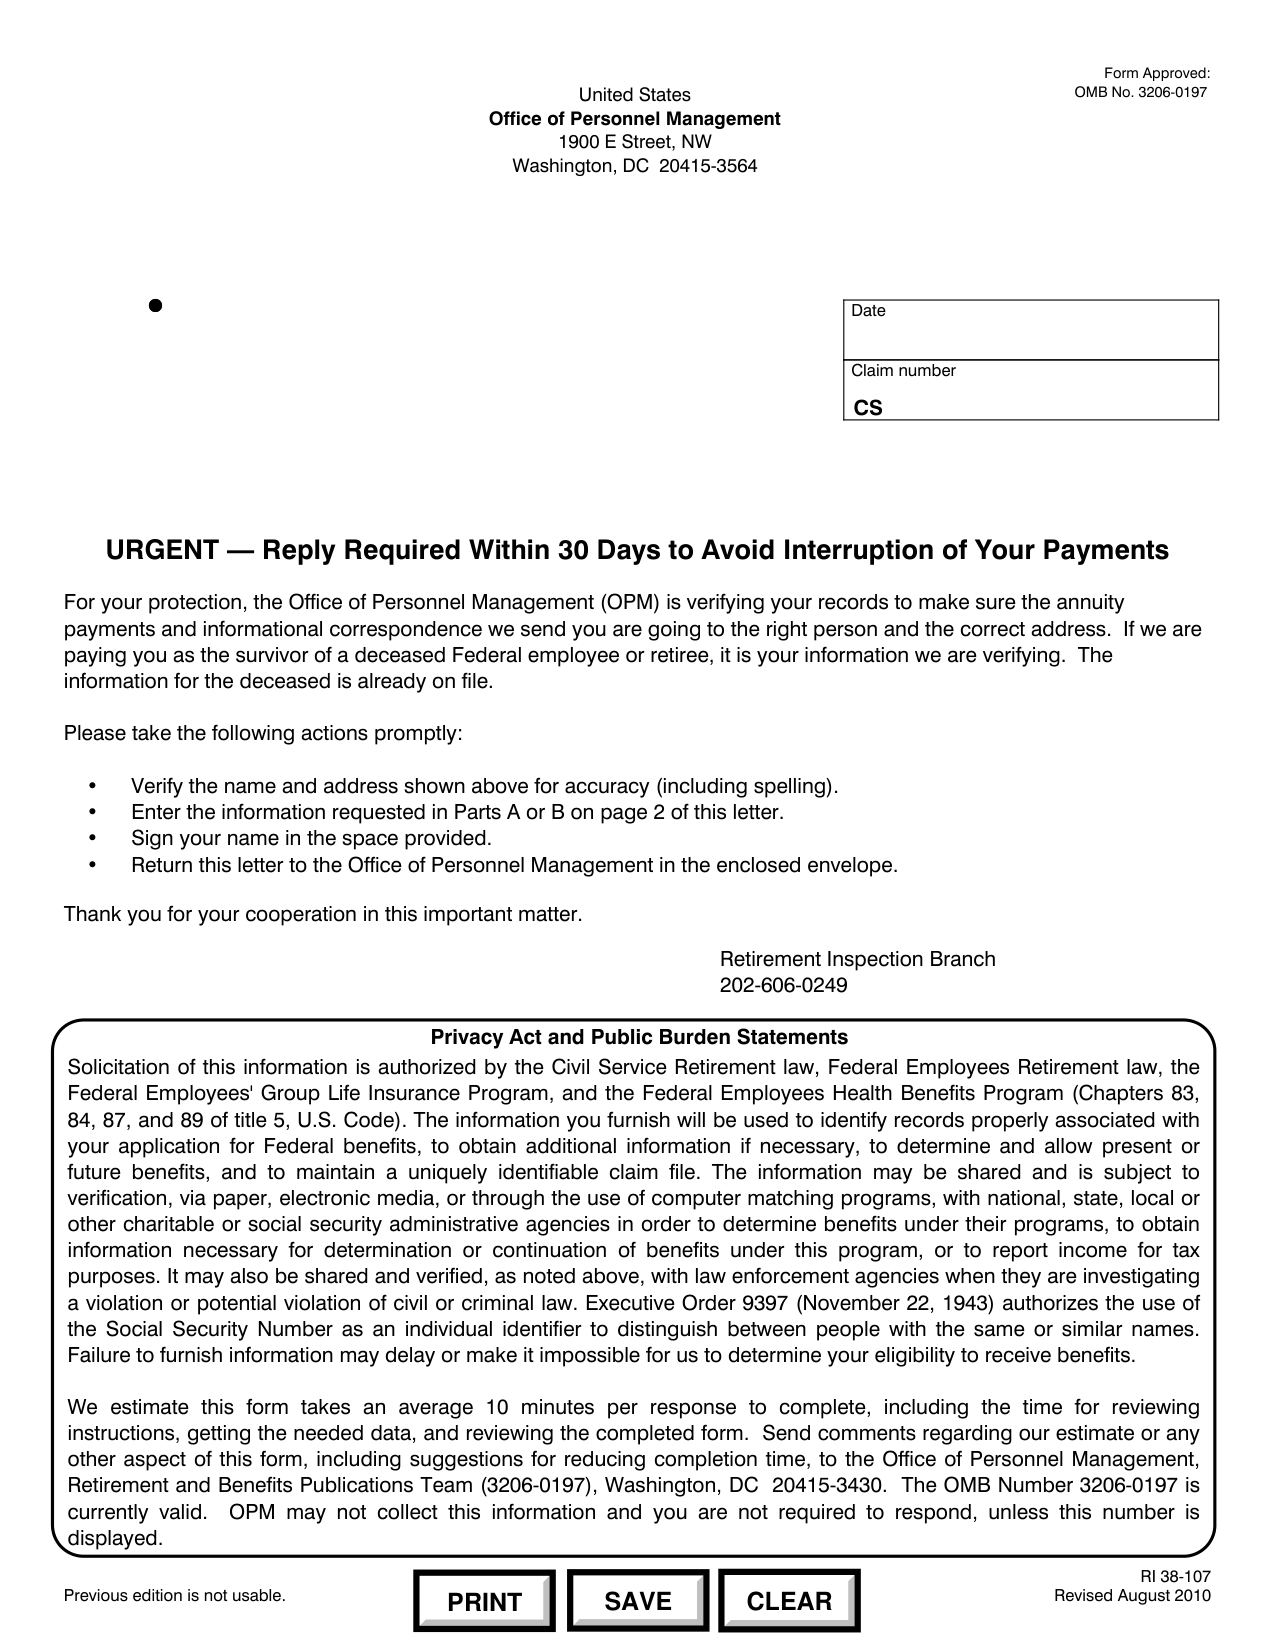 Form Approved:
OMB No. 3206-0197
United States
Office of Personnel Management
1900 E Street, NW
Washington, DC  20415-3564
Date
Claim number
CS
URGENT — Reply Required Within 30 Days to Avoid Interruption of Your Payments
For your protection, the Office of Personnel Management (OPM) is verifying your records to make sure the annuity
payments and informational correspondence we send you are going to the right person and the correct address.  If we are
paying you as the survivor of a deceased Federal employee or retiree, it is your information we are verifying.  The
information for the deceased is already on file.
Please take the following actions promptly:
• Verify the name and address shown above for accuracy (including spelling).
• Enter the information requested in Parts A or B on page 2 of this letter.
• Sign your name in the space provided.
• Return this letter to the Office of Personnel Management in the enclosed envelope.
Thank you for your cooperation in this important matter.
Retirement Inspection Branch
202-606-0249
Privacy Act and Public Burden Statements
Solicitation of this information is authorized by the Civil Service Retirement law, Federal Employees Retirement law, the
Federal Employees' Group Life Insurance Program, and the Federal Employees Health Benefits Program (Chapters 83,
84, 87, and 89 of title 5, U.S. Code). The information you furnish will be used to identify records properly associated with
your application for Federal benefits, to obtain additional information if necessary, to determine and allow present or
future benefits, and to maintain a uniquely identifiable claim file. The information may be shared and is subject to
verification, via paper, electronic media, or through the use of computer matching programs, with national, state, local or
other charitable or social security administrative agencies in order to determine benefits under their programs, to obtain
information necessary for determination or continuation of benefits under this program, or to report income for tax
purposes. It may also be shared and verified, as noted above, with law enforcement agencies when they are investigating
a violation or potential violation of civil or criminal law. Executive Order 9397 (November 22, 1943) authorizes the use of
the Social Security Number as an individual identifier to distinguish between people with the same or similar names.
Failure to furnish information may delay or make it impossible for us to determine your eligibility to receive benefits.
We estimate this form takes an average 10 minutes per response to complete, including the time for reviewing
instructions, getting the needed data, and reviewing the completed form.  Send comments regarding our estimate or any
other aspect of this form, including suggestions for reducing completion time, to the Office of Personnel Management,
Retirement and Benefits Publications Team (3206-0197), Washington, DC  20415-3430.  The OMB Number 3206-0197 is
currently valid.  OPM may not collect this information and you are not required to respond, unless this number is
displayed.
Previous edition is not usable.
PRINT
SAVE
CLEAR
RI 38-107
Revised August 2010